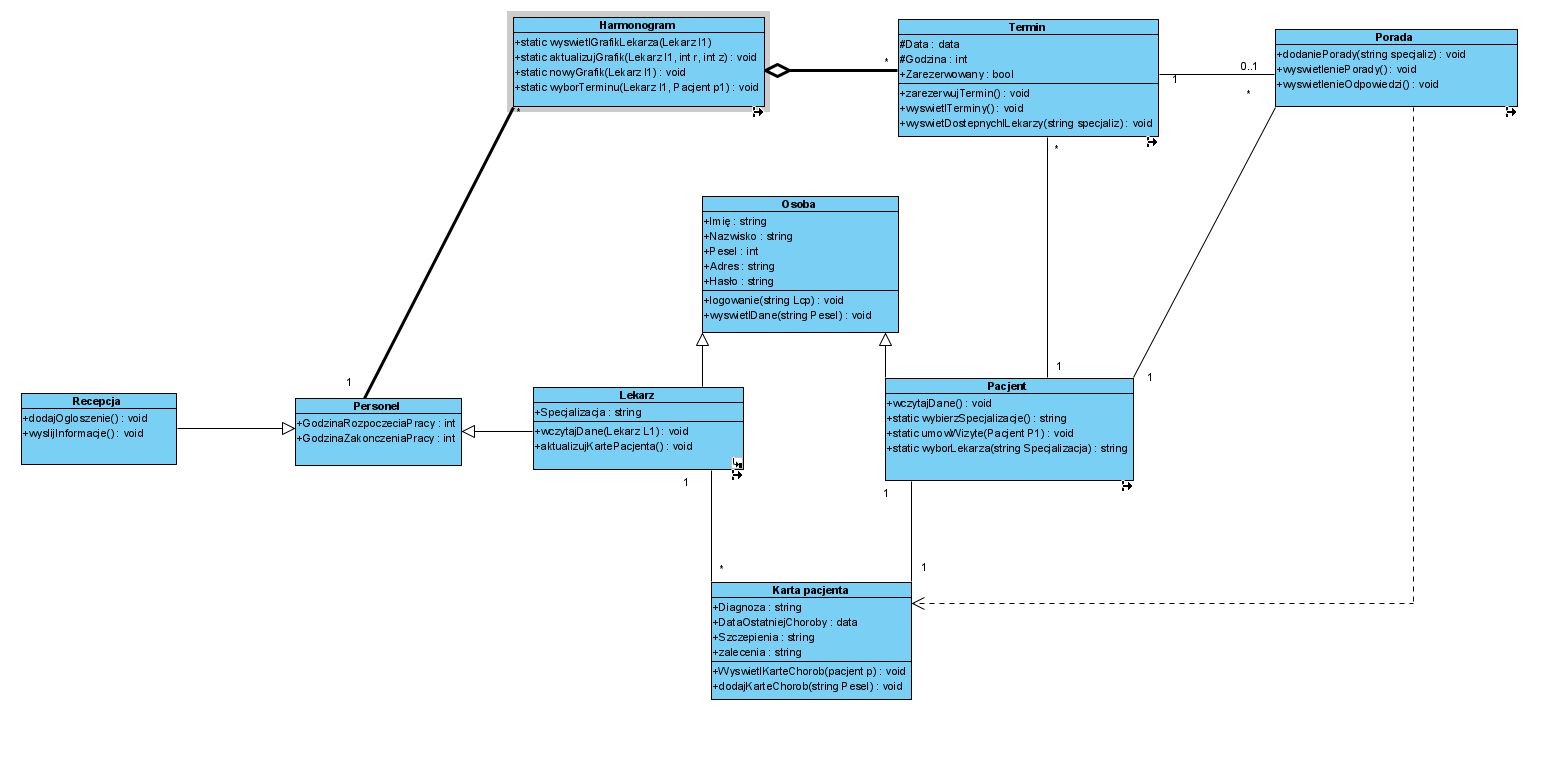 Harmonogram
+static wyswietlGrafikLekarza(Lekarz l1)
+static aktualizujGrafik(Lekarz l1, int r, int z) : void
+static nowyGrafik(Lekarz l1) : void
+static wyborTerminu(Lekarz l1, Pacjent p1) : void
*
*
Termin
#Data : data
#Godzina : int
+Zarezerwowany : bool
+zarezerwujTermin() : void
+wyswietlTerminy() : void
+wyswietDostepnychlLekarzy(string specjaliz) : void
1
0..1
*
*
Porada
+dodaniePorady(string specjaliz) : void
+wyswietleniePorady() : void
+wyswietlenieOdpowiedzi() : void
Osoba
+Imię : string
+Nazwisko : string
+Pesel : int
+Adres : string
+Hasło : string
+logowanie(string Lcp) : void
+wyswietlDane(string Pesel) : void
1
1
1
Recepcja
+dodajOgloszenie() : void
+wyslijInformacje() : void
Personel
+GodzinaRozpoczeciaPracy : int
+GodzinaZakonczeniaPracy : int
Lekarz
+Specjalizacja : string
+wczytajDane(Lekarz L1) : void
+aktualizujKartePacjenta() : void
Pacjent
+wczytajDane() : void
+static wybierzSpecjalizacje() : string
+static umowWizyte(Pacjent P1) : void
+static wyborLekarza(string Specjalizacja) : string
1
1
*
1
Karta pacjenta
+Diagnoza : string
+DataOstatniejChoroby : data
+Szczepienia : string
+zalecenia : string
+WyswietlKarteChorob(pacjent p) : void
+dodajKarteChorob(string Pesel) : void